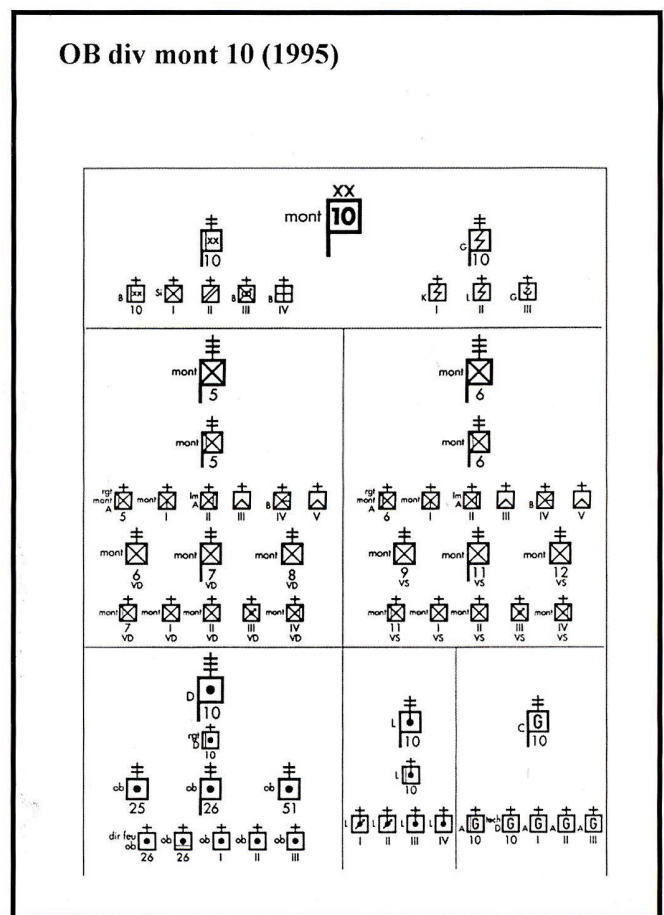 OB div mont 10 (1995)
XX
mont 10
xx
10
G
10
B xx Si B B
10 I II III IV
K L G
I II III
mont
5
mont
6
mont
5
mont
6
rgt mont A mont lm A B
5 I II III IV V
rgt mont A mont lm A B
6 I II III IV V
mont mont mont
6 7 8
VD VD VD
mont mont mont
9 11 12
VS VS VS
mont mont mont mont mont
7 I II III IV
VD VD VD VD VD
mont mont mont mont
11 I II III IV
VS VS VS VS VS
D
10
rgt D
10
ob ob ob
25 26 51
dir feu ob ob ob ob ob
26 26 I II III
L
10
L
10
L L L L
I II III IV
C G
10
A G tech D G A G A G A G
10 10 I II III